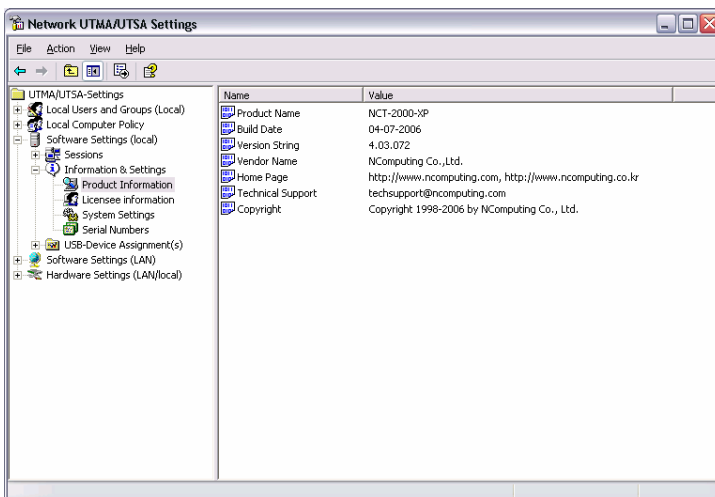 Network UTMA/UTSA Settings
File Action View Help
UTMA/UTSA-Settings
Local Users and Groups (Local)
Local Computer Policy
Software Settings (local)
Sessions
Information & Settings
Product Information
Licensee information
System Settings
Serial Numbers
USB-Device Assignment(s)
Software Settings (LAN)
Hardware Settings (LAN/local)
Name Value
Product Name NCT-2000-XP
Build Date 04-07-2006
Version String 4.03.072
Vendor Name NComputing Co.,Ltd.
Home Page http://www.ncomputing.com, http://www.ncomputing.co.kr
Technical Support techsupport@ncomputing.com
Copyright Copyright 1998-2006 by NComputing Co., Ltd.